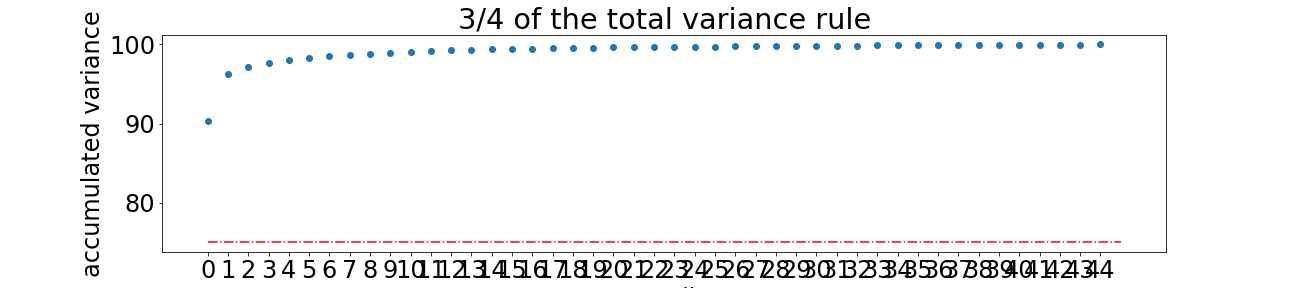 3/4 of the total variance rule
accumulated variance
100
90
80
0 1 2 3 4 5 6 7 8 9 10 11 12 13 14 15 16 17 18 19 20 21 22 23 24 25 26 27 28 29 30 31 32 33 34 35 36 37 38 39 40 41 42 43 44